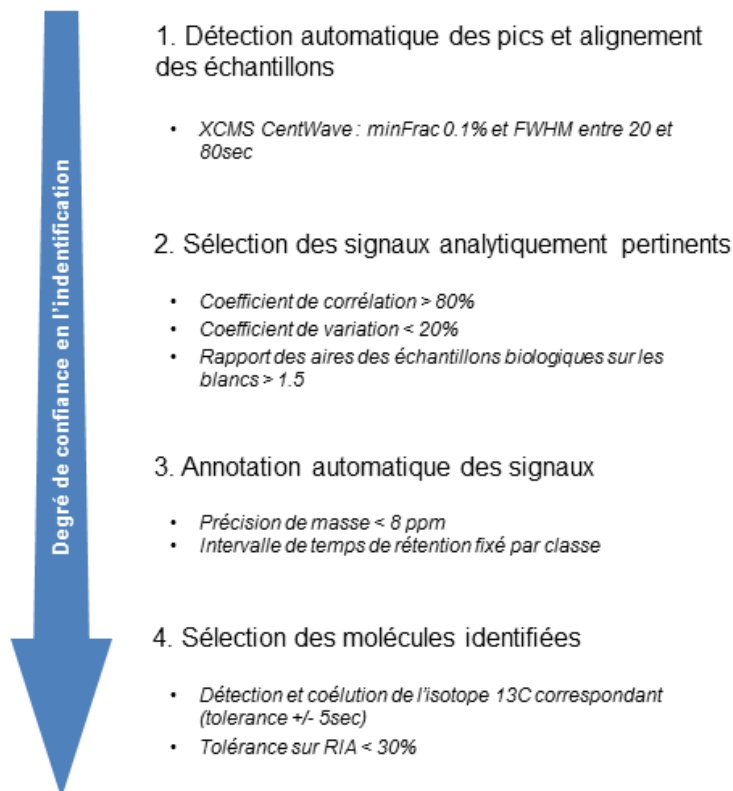 Degré de confiance en l'indentification
1. Détection automatique des pics et alignement
des échantillons
• XCMS CentWave : minFrac 0.1% et FWHM entre 20 et
80sec
2. Sélection des signaux analytiquement pertinents
• Coefficient de corrélation > 80%
• Coefficient de variation < 20%
• Rapport des aires des échantillons biologiques sur les
blancs > 1.5
3. Annotation automatique des signaux
• Précision de masse < 8 ppm
• Intervalle de temps de rétention fixé par classe
4. Sélection des molécules identifiées
• Détection et coélution de l'isotope 13C correspondant
(tolerance +/- 5sec)
• Tolérance sur RIA < 30%